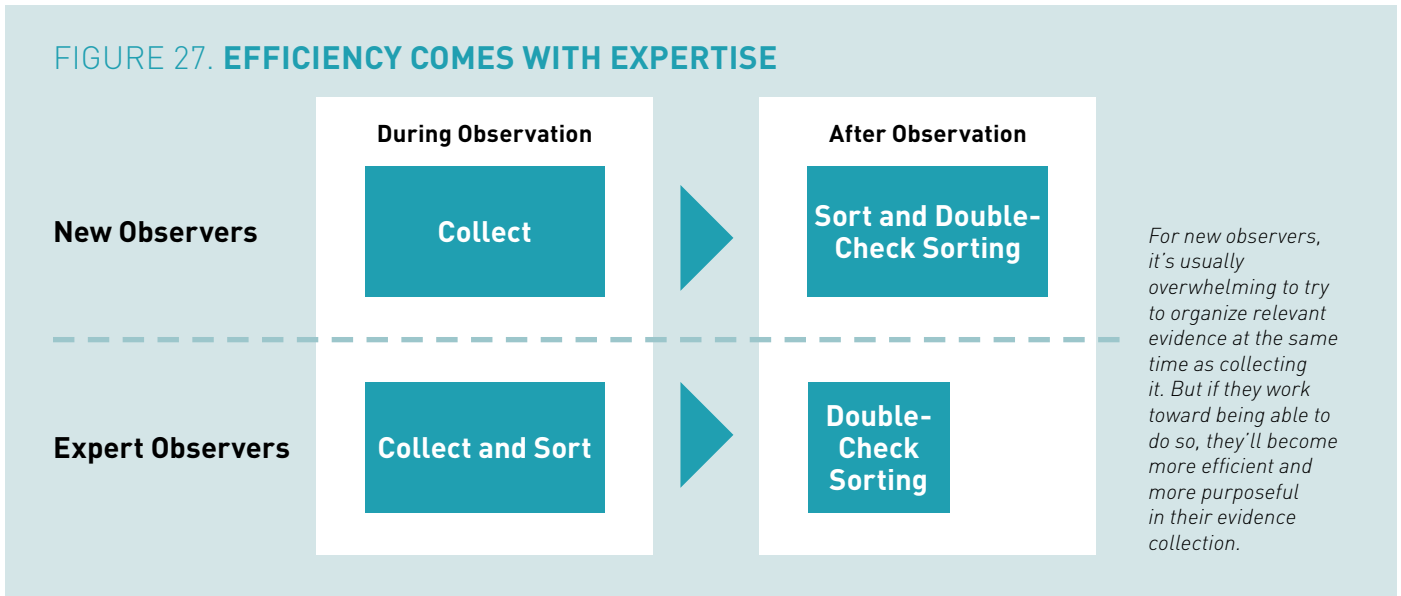 FIGURE 27. EFFICIENCY COMES WITH EXPERTISE
During Observation
After Observation
New Observers
Collect
Sort and Double-
Check Sorting
Expert Observers
Collect and Sort
Double-
Check
Sorting
For new observers,
it’s usually
overwhelming to try
to organize relevant
evidence at the same
time as collecting
it. But if they work
toward being able to
do so, they’ll become
more efficient and
more purposeful
in their evidence
collection.